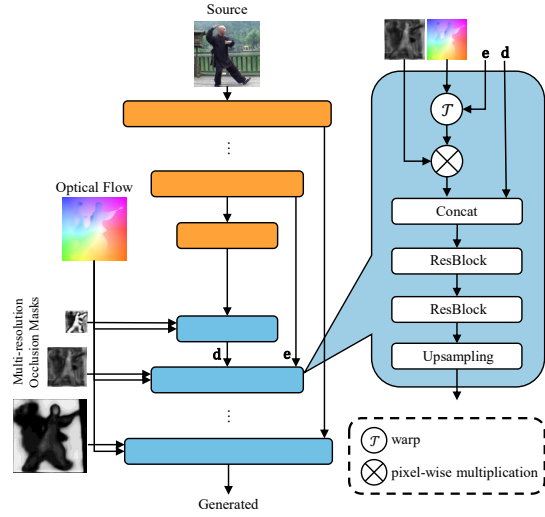 Source
e
d
𝒯
Optical Flow
Concat
ResBlock
Multi-resolution
Occlusion Masks
ResBlock
d
e
Upsampling
𝒯
warp
pixel-wise multiplication
Generated